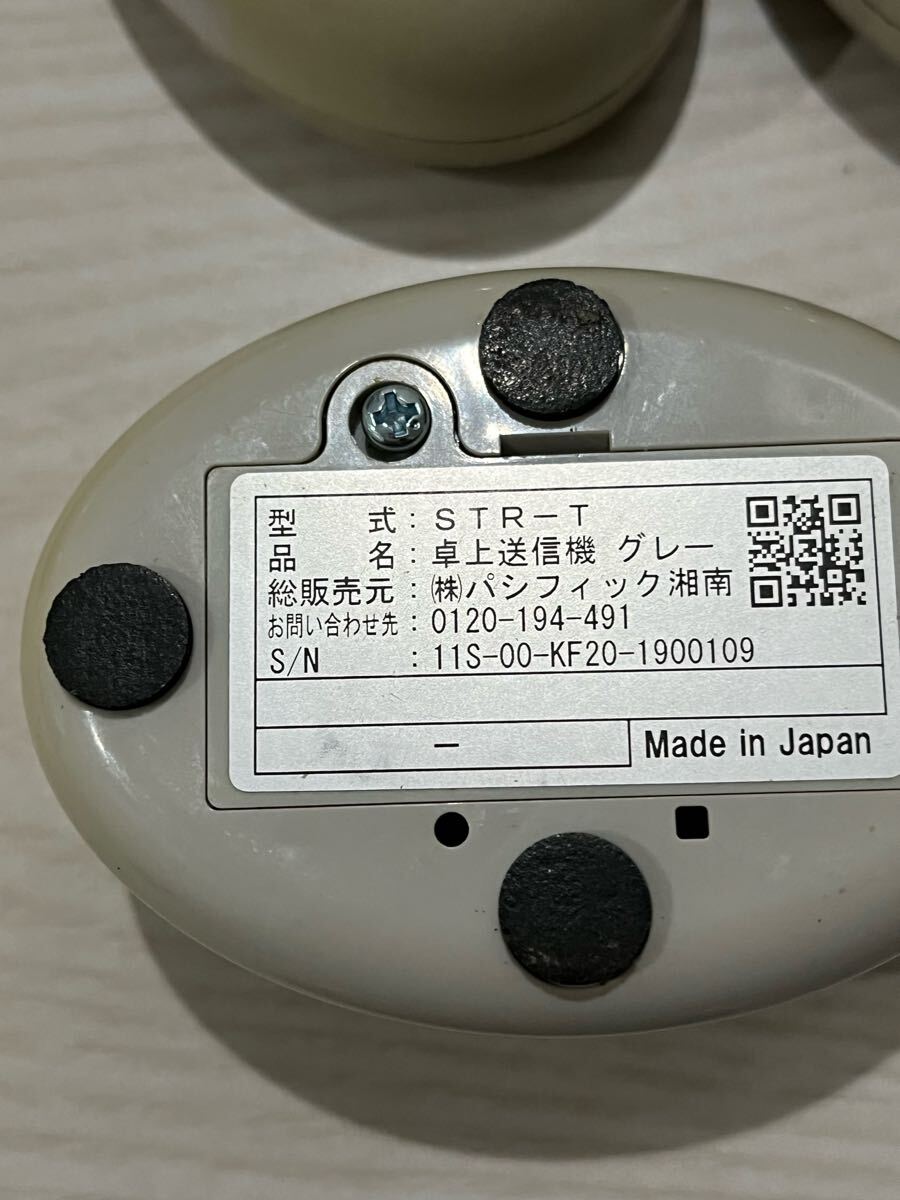 型　　式：ＳＴＲ－Ｔ
品　　名：卓上送信機 グレー
総販売元：㈱パシフィック湘南
お問い合わせ先：0120-194-491
S/N　　：11S-00-KF20-1900109
－
Made in Japan